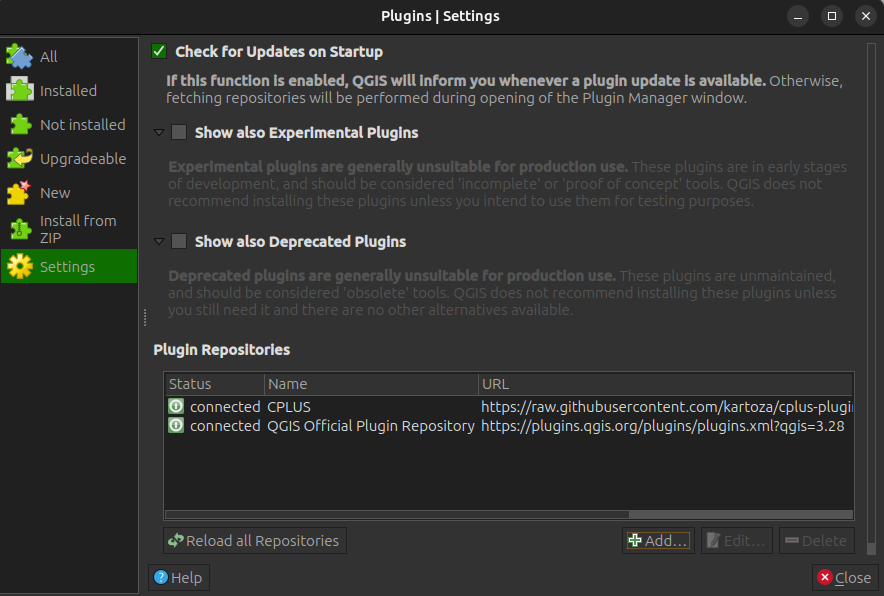 Plugins | Settings
All
Installed
Not installed
Upgradeable
New
Install from
ZIP
Settings
Check for Updates on Startup
If this function is enabled, QGIS will inform you whenever a plugin update is available. Otherwise,
fetching repositories will be performed during opening of the Plugin Manager window.
Show also Experimental Plugins
Experimental plugins are generally unsuitable for production use. These plugins are in early stages
of development, and should be considered 'incomplete' or 'proof of concept' tools. QGIS does not
recommend installing these plugins unless you intend to use them for testing purposes.
Show also Deprecated Plugins
Deprecated plugins are generally unsuitable for production use. These plugins are unmaintained,
and should be considered 'obsolete' tools. QGIS does not recommend installing these plugins unless
you still need it and there are no other alternatives available.
Plugin Repositories
Status Name URL
connected CPLUS https://raw.githubusercontent.com/kartoza/cplus-plugi
connected QGIS Official Plugin Repository https://plugins.qgis.org/plugins/plugins.xml?qgis=3.28
Reload all Repositories Add... Edit... Delete
Help Close